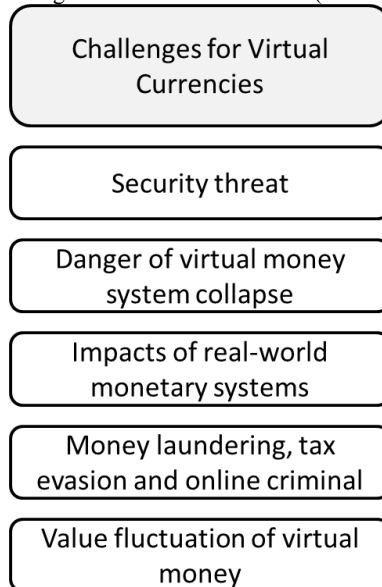 Challenges for Virtual
Currencies
Security threat
Danger of virtual money
system collapse
Impacts of real-world
monetary systems
Money laundering, tax
evasion and online criminal
Value fluctuation of virtual
money